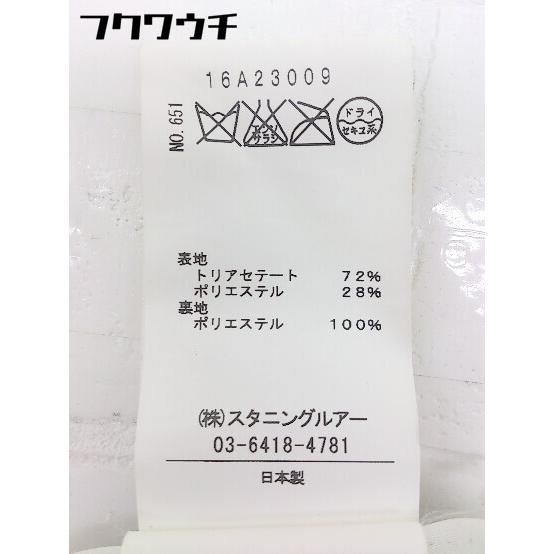 フクワウチ
16A23009
NO. 651
エンソ
サラシ
ドライ
セキユ系
表地
トリアセテート 72%
ポリエステル 28%
裏地
ポリエステル 100%
(株)スタニングルアー
03-6418-4781
日本製